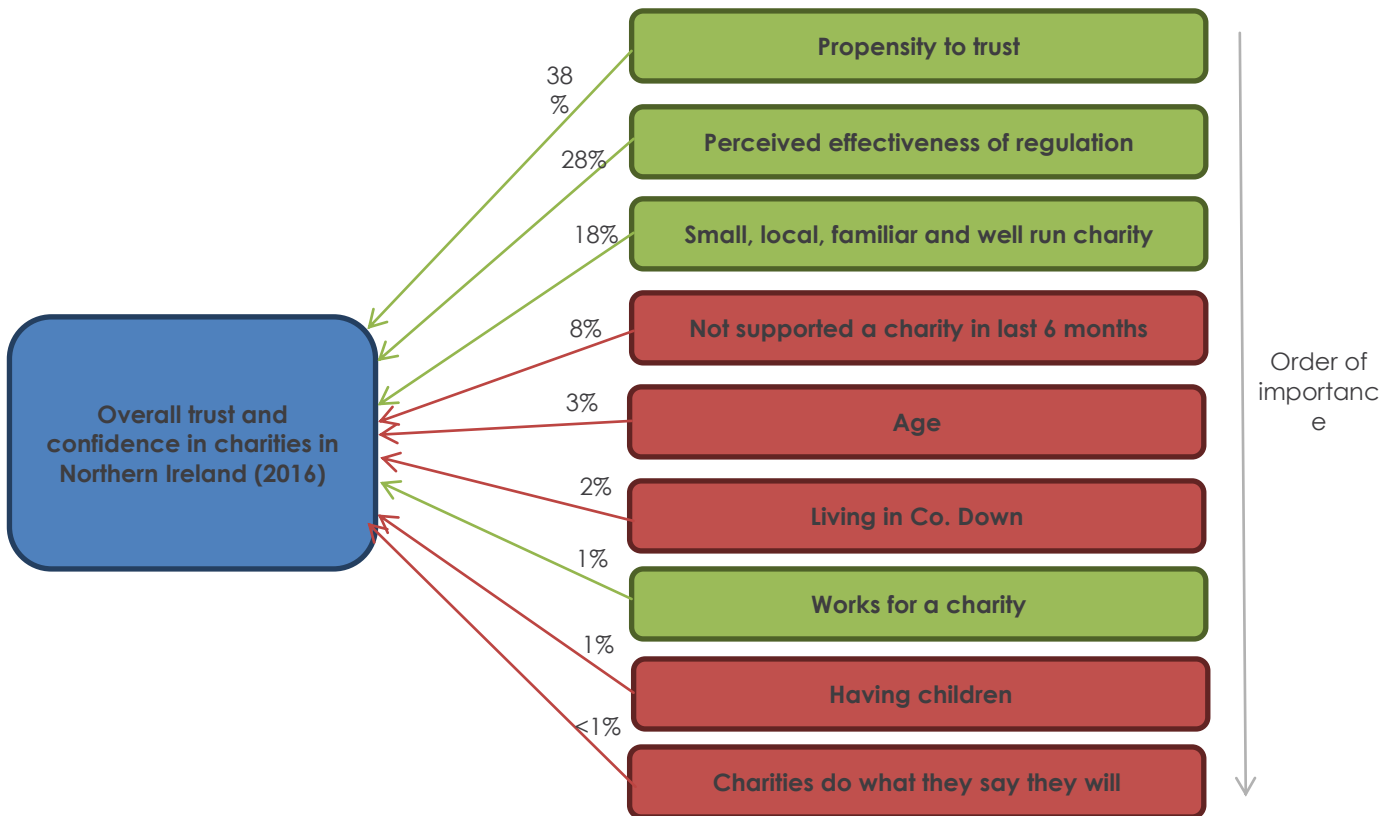 Propensity to trust
38
%
Perceived effectiveness of regulation
28%
Small, local, familiar and well run charity
18%
Not supported a charity in last 6 months
8%
Age
3%
Living in Co. Down
2%
Works for a charity
1%
Having children
1%
Charities do what they say they will
<1%
Overall trust and
confidence in charities in
Northern Ireland (2016)
Order of
importanc
e